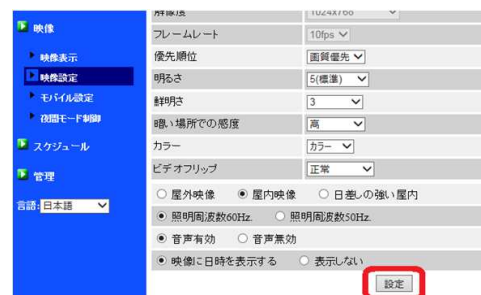 映像
映像表示
映像設定
モバイル設定
夜間モード制御
スケジュール
管理
言語: 日本語
解像度 1024x768
フレームレート 10fps
優先順位 画質優先
明るさ 5(標準)
鮮明さ 3
暗い場所での感度 高
カラー カラー
ビデオフリップ 正常
屋外映像 屋内映像 日差しの強い屋内
照明周波数60Hz. 照明周波数50Hz.
音声有効 音声無効
映像に日時を表示する 表示しない
設定